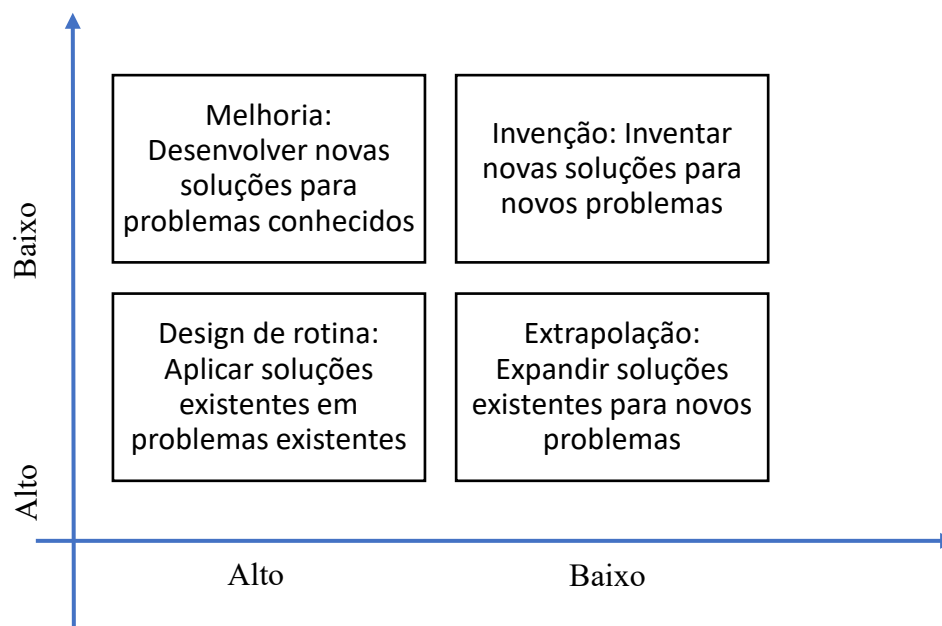 Melhoria:
Desenvolver novas
soluções para
problemas conhecidos
Invenção: Inventar
novas soluções para
novos problemas
Baixo
Design de rotina:
Aplicar soluções
existentes em
problemas existentes
Extrapolação:
Expandir soluções
existentes para novos
problemas
Alto
Alto
Baixo